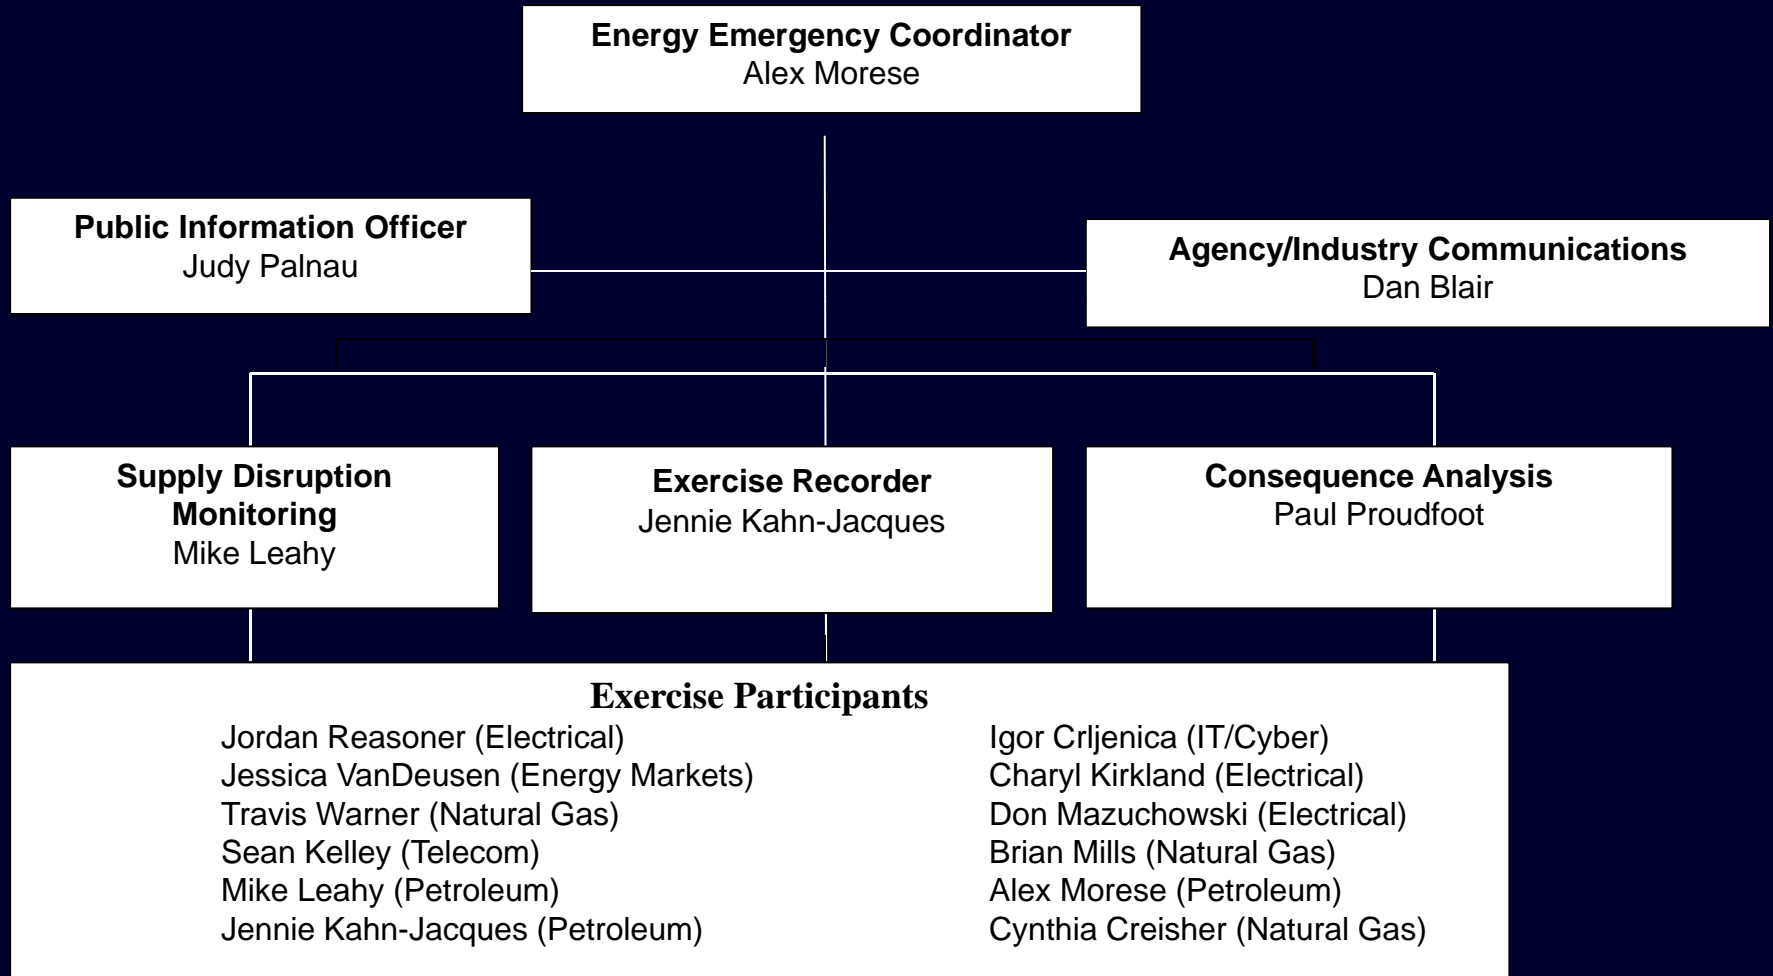 Energy Emergency Coordinator
Alex Morese
Public Information Officer
Judy Palnau
Agency/Industry Communications
Dan Blair
Supply Disruption
Monitoring
Mike Leahy
Exercise Recorder
Jennie Kahn-Jacques
Consequence Analysis
Paul Proudfoot
Exercise Participants
Jordan Reasoner (Electrical)
Jessica VanDeusen (Energy Markets)
Travis Warner (Natural Gas)
Sean Kelley (Telecom)
Mike Leahy (Petroleum)
Jennie Kahn-Jacques (Petroleum)
Igor Crljenica (IT/Cyber)
Charyl Kirkland (Electrical)
Don Mazuchowski (Electrical)
Brian Mills (Natural Gas)
Alex Morese (Petroleum)
Cynthia Creisher (Natural Gas)